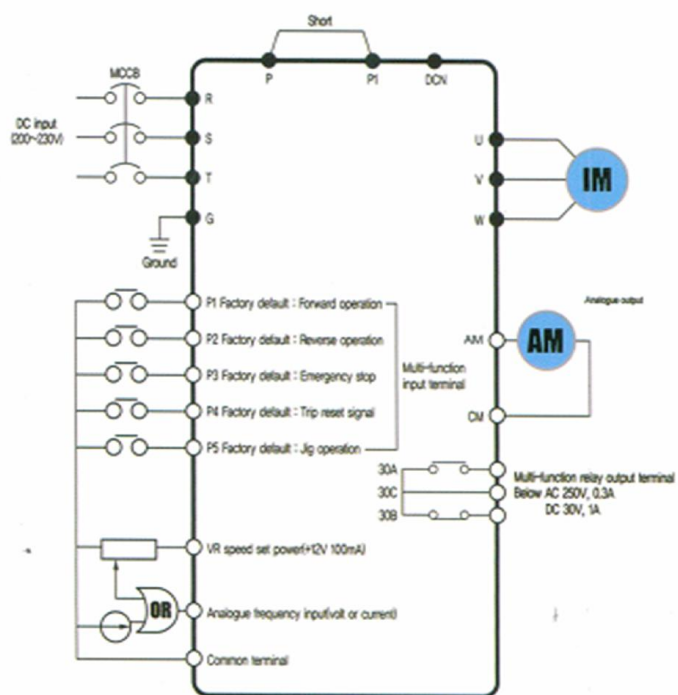 Short
P P1 DCN
MCCB
R
DC input
(200~230V)
S
T
G
Ground
U
V
W
IM
P1 Factory default : Forward operation
P2 Factory default : Reverse operation
P3 Factory default : Emergency stop
P4 Factory default : Trip reset signal
P5 Factory default : Jig operation
Multi-function
input terminal
Analogue output
AM
AM
CM
30A
30C
30B
Multi-function relay output terminal
Below AC 250V, 0.3A
DC 30V, 1A
VR speed set power(+12V 100mA)
OR
Analogue frequency input(volt or current)
Common terminal